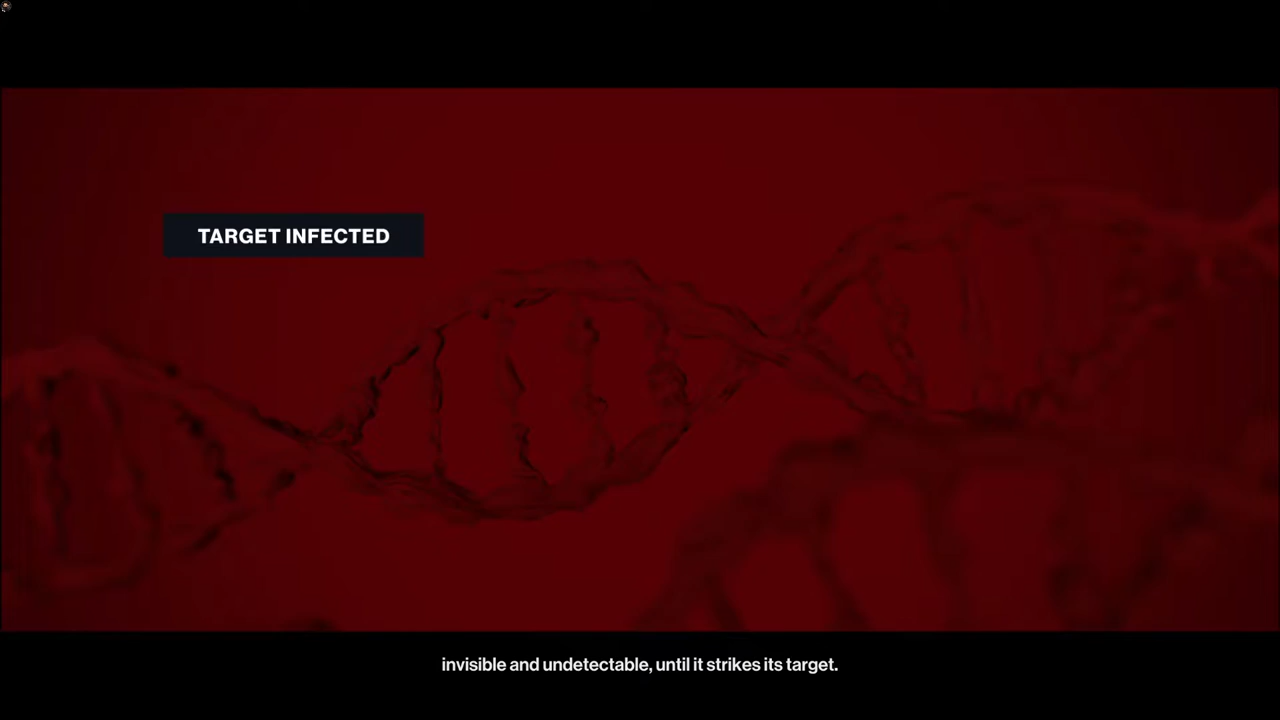 TARGET INFECTED
invisible and undetectable, until it strikes its target.